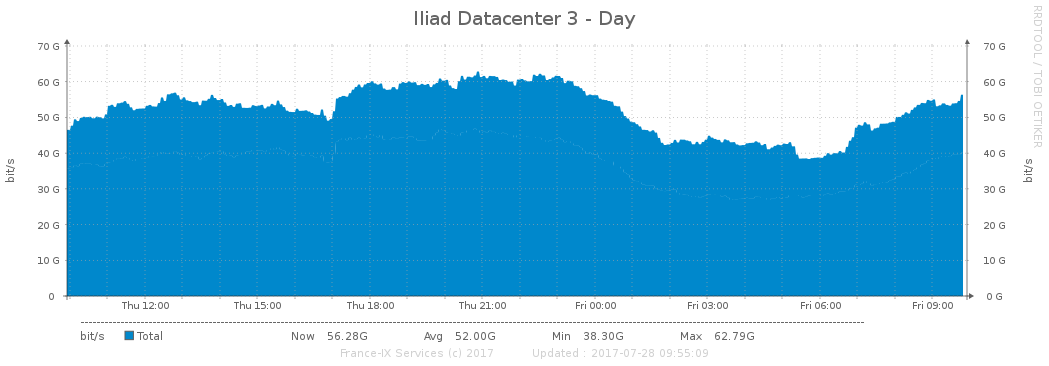 Iliad Datacenter 3 - Day
RRDTOOL / TOBI OETIKER
70 G 70 G
60 G 60 G
50 G 50 G
40 G 40 G
30 G 30 G
20 G 20 G
10 G 10 G
0 0 G
bit/s bit/s
Thu 12:00 Thu 15:00 Thu 18:00 Thu 21:00 Fri 00:00 Fri 03:00 Fri 06:00 Fri 09:00
bit/s Total Now 56.28G Avg 52.00G Min 38.30G Max 62.79G
France-IX Services (c) 2017 Updated : 2017-07-28 09:55:09